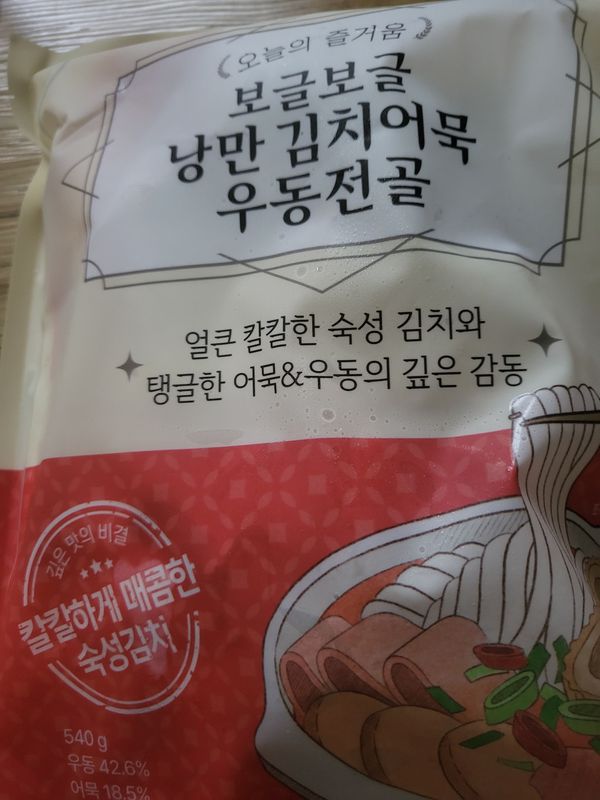 오늘의 즐거움
보글보글
낭만 김치어묵
우동전골
얼큰 칼칼한 숙성 김치와
탱글한 어묵&우동의 깊은 감동
깊은 맛의 비결
칼칼하게 매콤한
숙성김치
540 g
우동 42.6%
어묵 18.5%